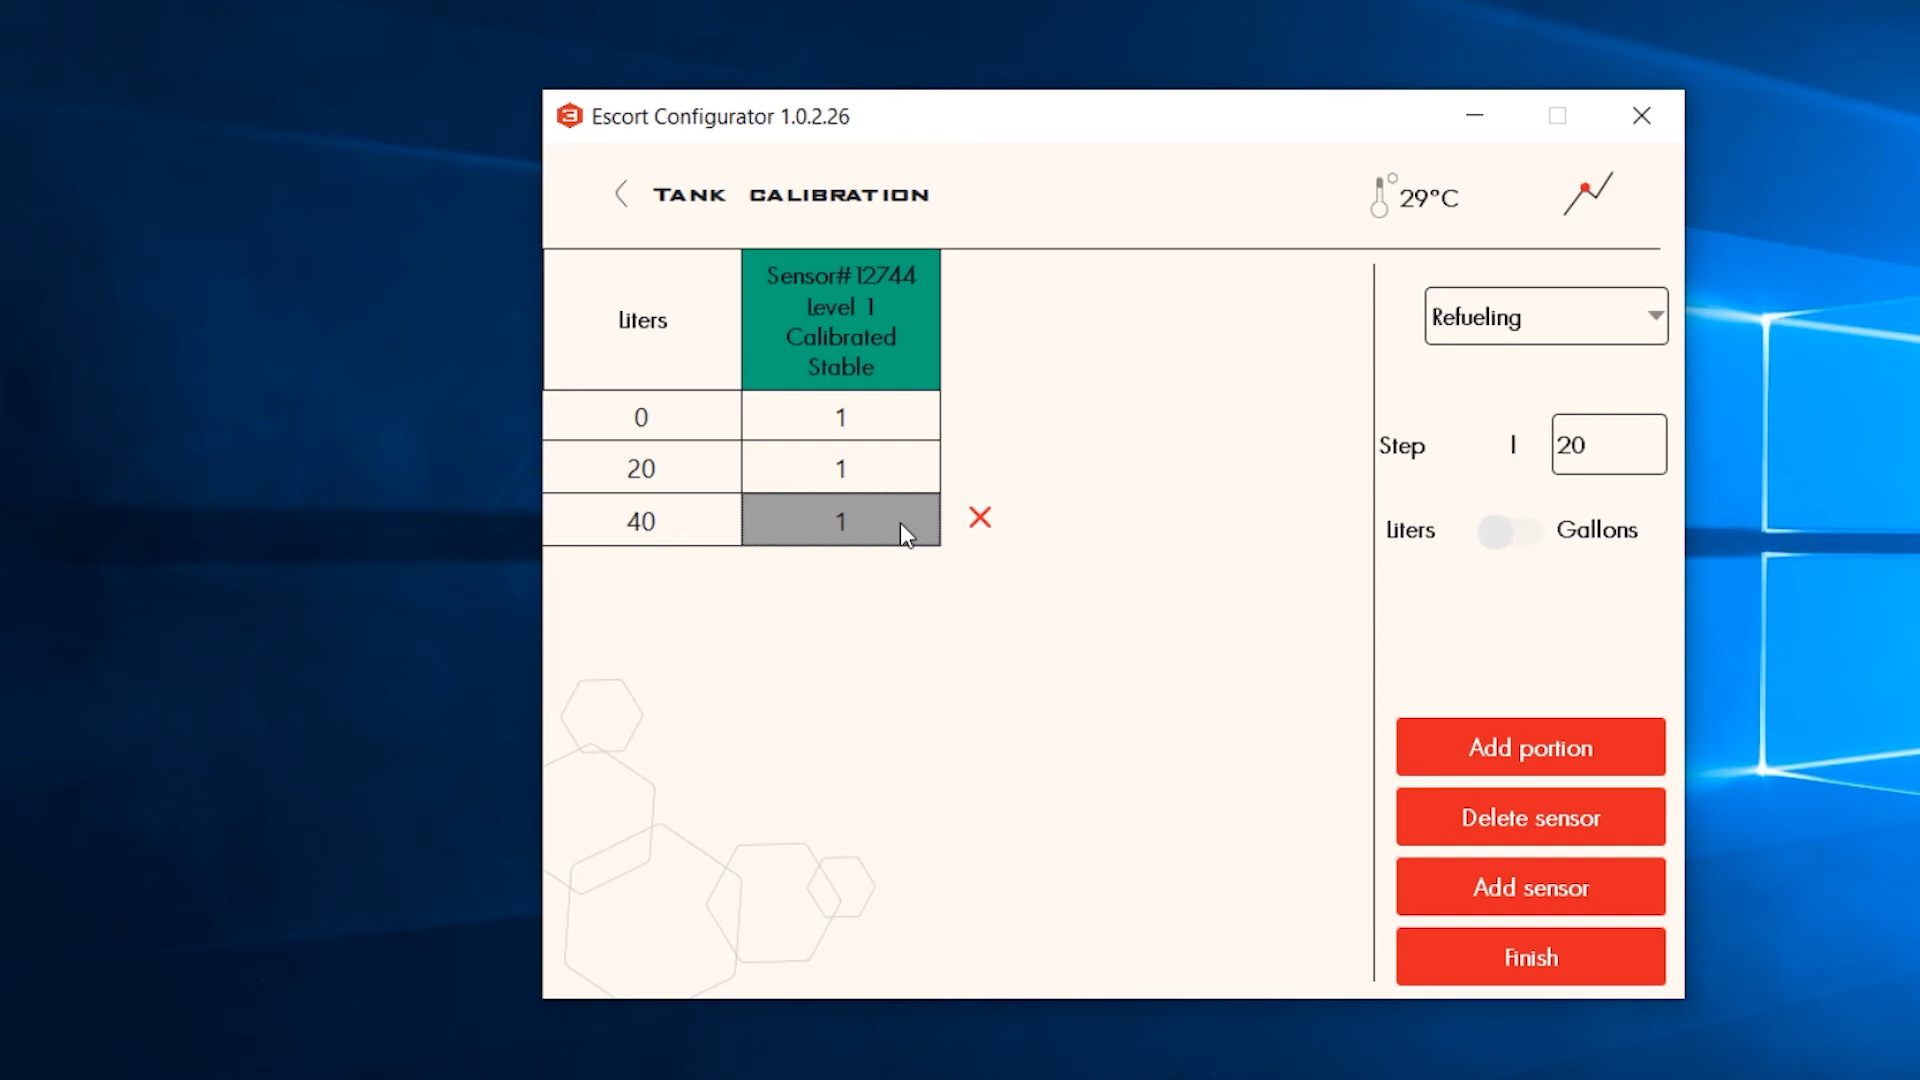 Escort Configurator 1.0.2.26
TANK CALIBRATION
29°C
Liters
Sensor#12744
Level 1
Calibrated
Stable
0 1
20 1
40 1
Refueling
Step l 20
Liters Gallons
Add portion
Delete sensor
Add sensor
Finish